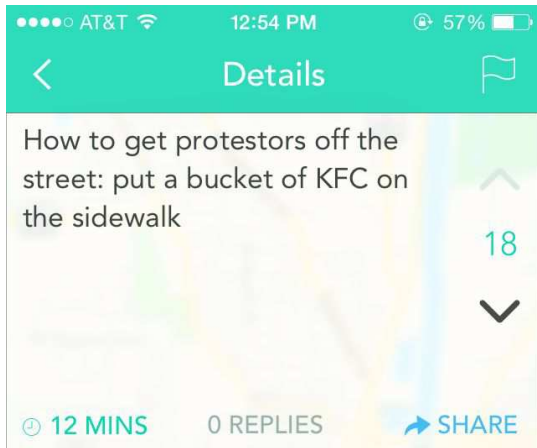 AT&T 12:54 PM 57%
Details
How to get protestors off the
street: put a bucket of KFC on
the sidewalk
18
12 MINS 0 REPLIES SHARE